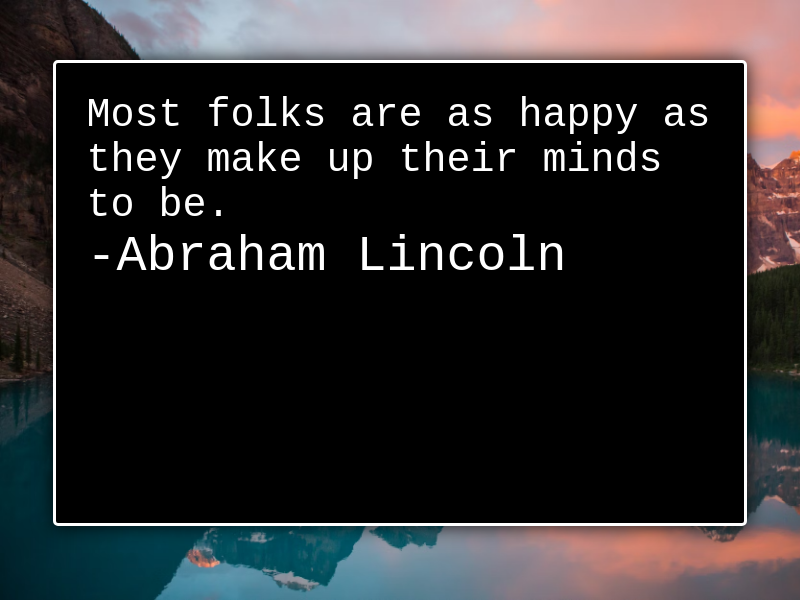 Most folks are as happy as
they make up their minds
to be.
-Abraham Lincoln